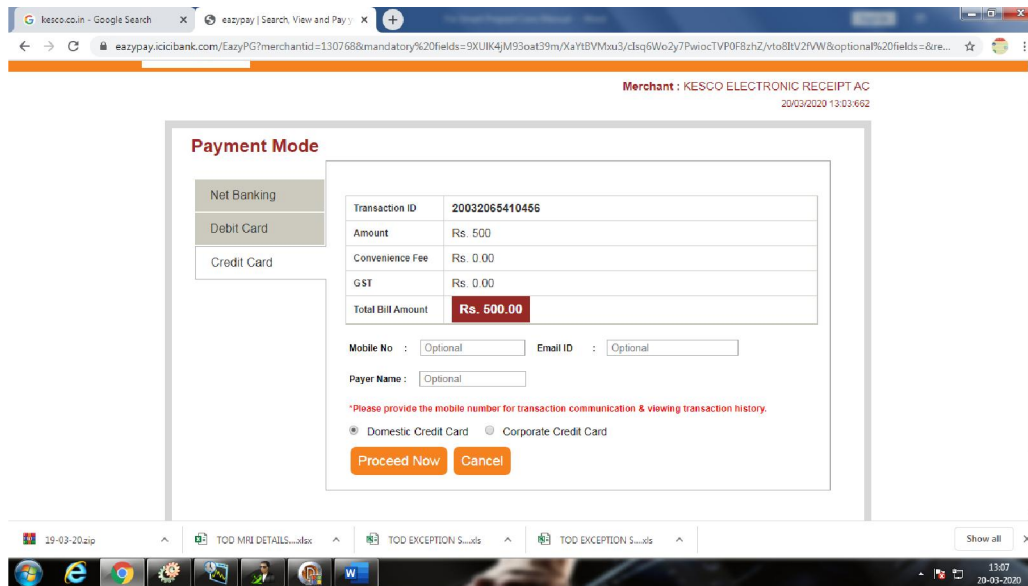 kesco.co.in - Google Search
eazypay | Search, View and Pay y
eazypay.icicibank.com/EazyPG?merchantid=130768&mandatory%20fields=9XUIK4jM93oat39m/XaYtBVMxu3/cIsq6Wo2y7PwiocTVP0F8zhZ/vto8ItV2fVW&optional%20fields=&re...
Merchant : KESCO ELECTRONIC RECEIPT AC
20/03/2020 13:03:662
Payment Mode
Net Banking
Debit Card
Credit Card
Transaction ID 20032065410456
Amount Rs. 500
Convenience Fee Rs. 0.00
GST Rs. 0.00
Total Bill Amount Rs. 500.00
Mobile No : Optional Email ID : Optional
Payer Name : Optional
*Please provide the mobile number for transaction communication & viewing transaction history.
Domestic Credit Card Corporate Credit Card
Proceed Now Cancel
19-03-20.zip TOD MRI DETAILS....xlsx TOD EXCEPTION S....xls TOD EXCEPTION S....xls Show all
13:07
20-03-2020